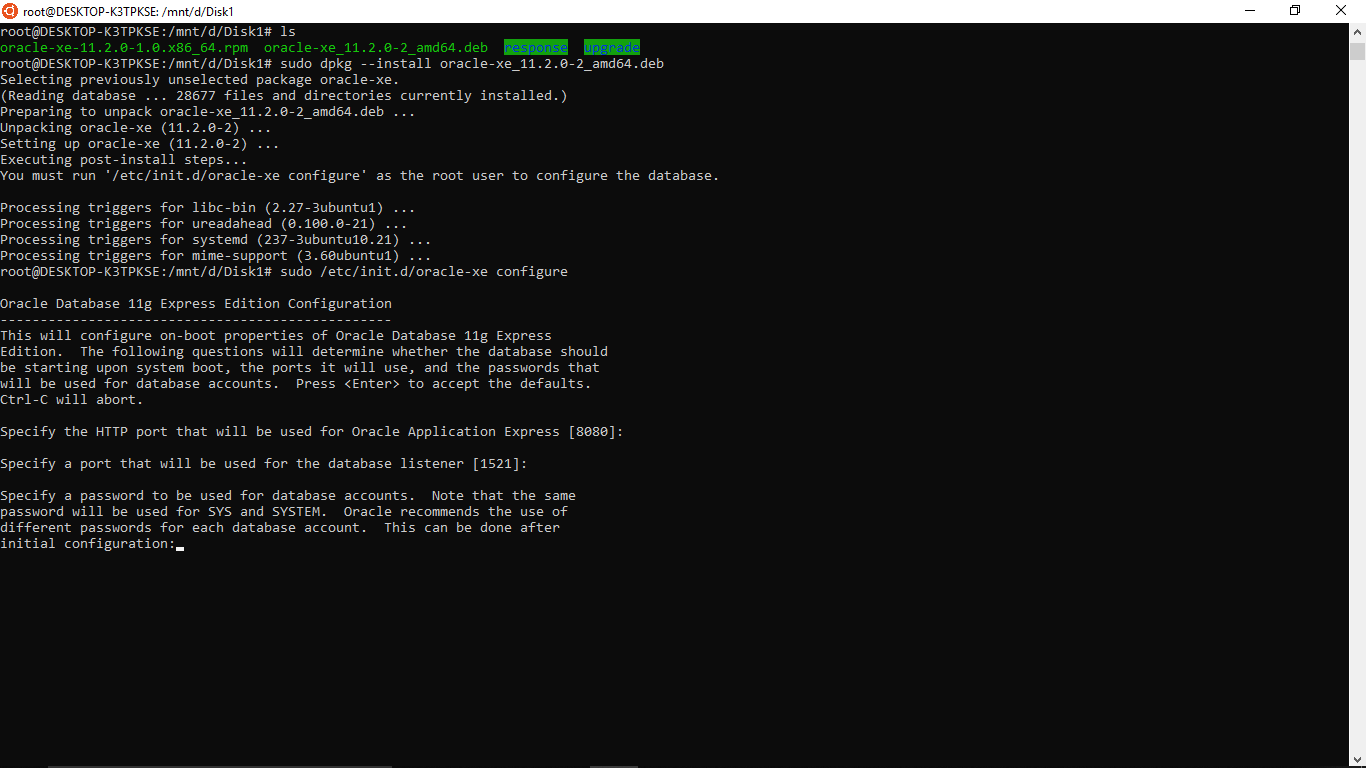 root@DESKTOP-K3TPKSE: /mnt/d/Disk1
root@DESKTOP-K3TPKSE:/mnt/d/Disk1# ls
oracle-xe-11.2.0-1.0.x86_64.rpm  oracle-xe_11.2.0-2_amd64.deb  response  upgrade
root@DESKTOP-K3TPKSE:/mnt/d/Disk1# sudo dpkg --install oracle-xe_11.2.0-2_amd64.deb
Selecting previously unselected package oracle-xe.
(Reading database ... 28677 files and directories currently installed.)
Preparing to unpack oracle-xe_11.2.0-2_amd64.deb ...
Unpacking oracle-xe (11.2.0-2) ...
Setting up oracle-xe (11.2.0-2) ...
Executing post-install steps...
You must run '/etc/init.d/oracle-xe configure' as the root user to configure the database.

Processing triggers for libc-bin (2.27-3ubuntu1) ...
Processing triggers for ureadahead (0.100.0-21) ...
Processing triggers for systemd (237-3ubuntu10.21) ...
Processing triggers for mime-support (3.60ubuntu1) ...
root@DESKTOP-K3TPKSE:/mnt/d/Disk1# sudo /etc/init.d/oracle-xe configure

Oracle Database 11g Express Edition Configuration
-------------------------------------------------
This will configure on-boot properties of Oracle Database 11g Express
Edition.  The following questions will determine whether the database should
be starting upon system boot, the ports it will use, and the passwords that
will be used for database accounts.  Press <Enter> to accept the defaults.
Ctrl-C will abort.

Specify the HTTP port that will be used for Oracle Application Express [8080]:

Specify a port that will be used for the database listener [1521]:

Specify a password to be used for database accounts.  Note that the same
password will be used for SYS and SYSTEM.  Oracle recommends the use of
different passwords for each database account.  This can be done after
initial configuration: